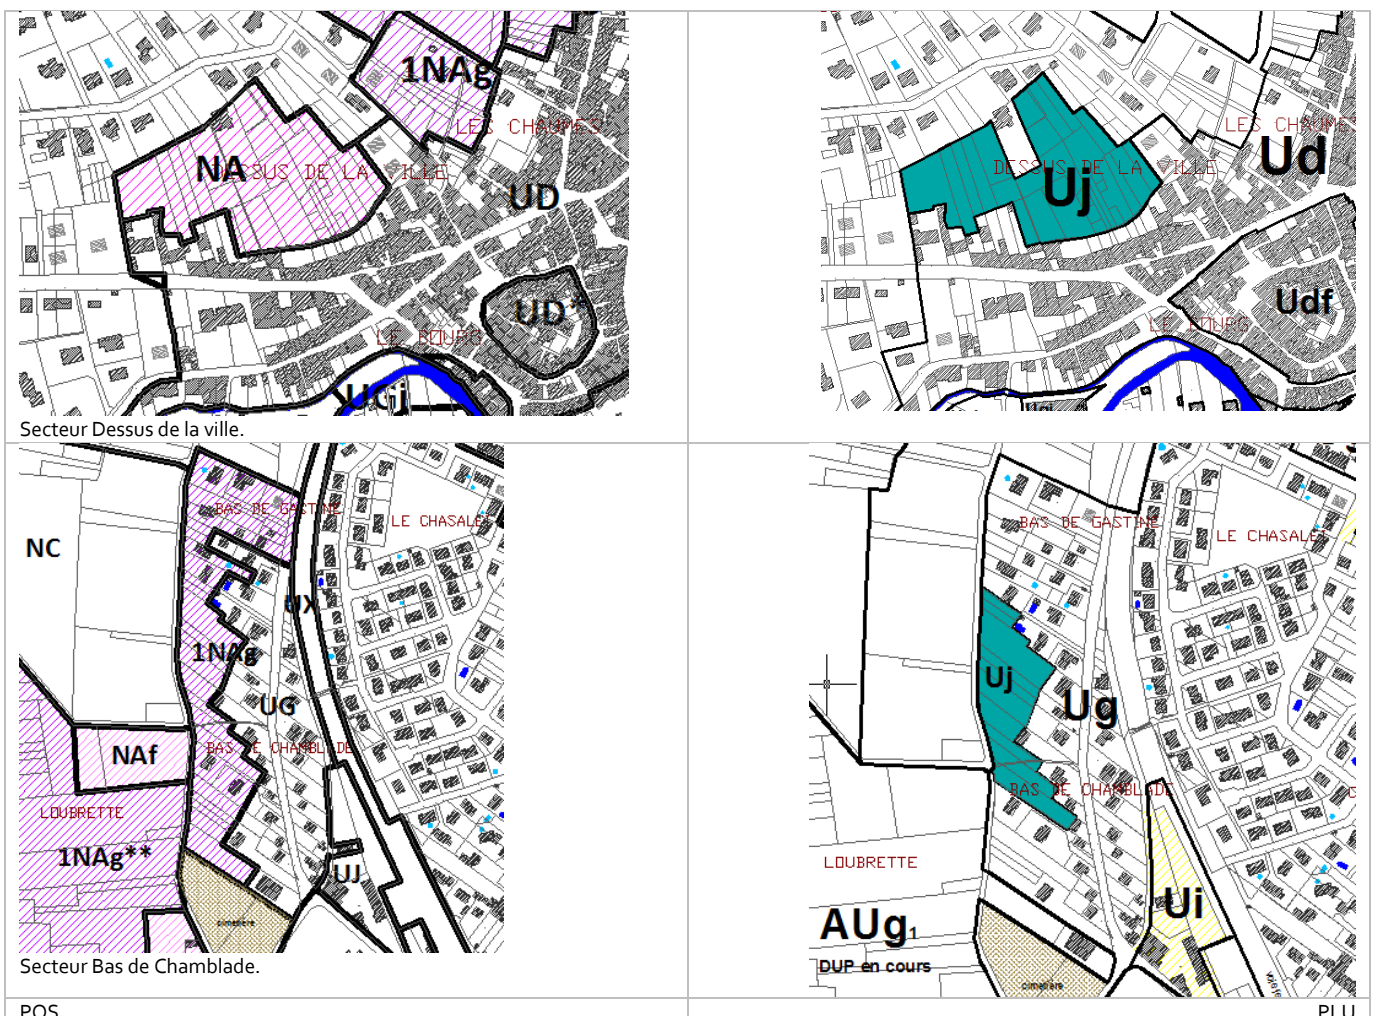 1NAg
LES CHAUMES
NA
DESSUS DE LA VILLE
UD
UD*
LE BOURG
UGj
Secteur Dessus de la ville.
LES CHAUMES
Ud
DESSUS DE LA VILLE
Uj
Udf
LE BOURG
BAS DE GASTINE
LE CHASALET
NC
UX
1NAg
UG
BAS DE CHAMBLADE
NAf
LOUBRETTE
1NAg**
UJ
cimetière
Secteur Bas de Chamblade.
BAS DE GASTINE
LE CHASALET
Uj
Ug
BAS DE CHAMBLADE
LOUBRETTE
AUg1
DUP en cours
Ui
cimetière
POS
PLU